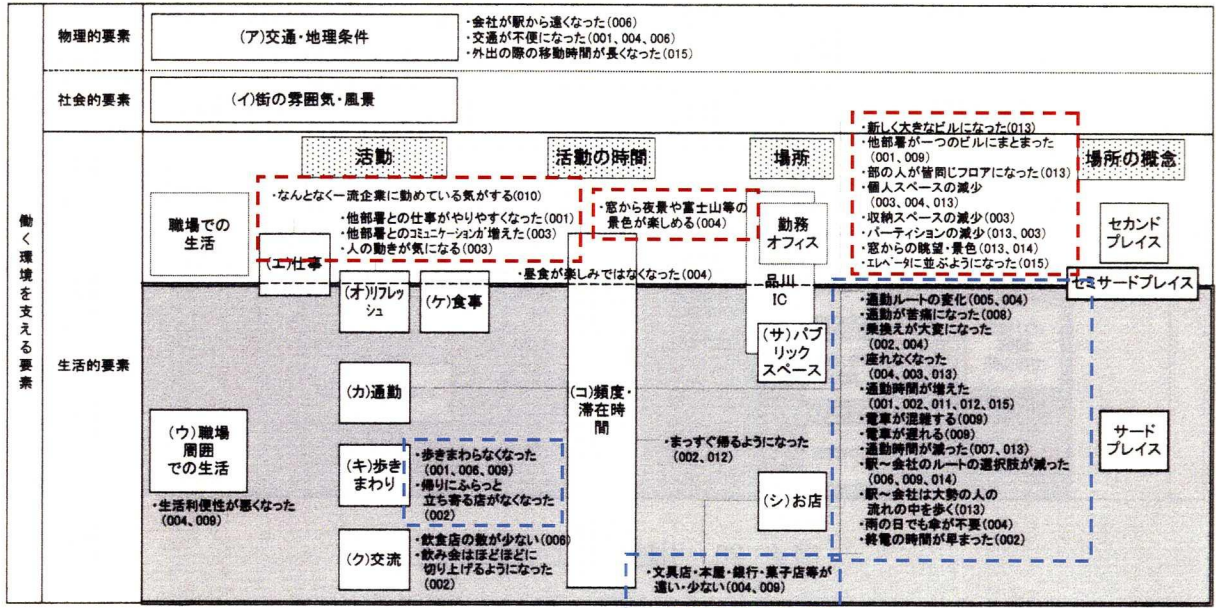 働く環境を支える要素
物理的要素
(ア)交通・地理条件
・会社が駅から遠くなった(006)
・交通が不便になった(001、004、006)
・外出の際の移動時間が長くなった(015)
社会的要素
(イ)街の雰囲気・風景
生活的要素
活動
活動の時間
場所
場所の概念
・新しく大きなビルになった(013)
・他部署が一つのビルにまとまった
(001、009)
・部の人が皆同じフロアになった(013)
・個人スペースの減少
(003、004、013)
・収納スペースの減少(003)
・パーティションの減少(013、003)
・窓からの眺望・景色(013、014)
・エレベータに並ぶようになった(015)
職場での
生活
・なんとなく一流企業に勤めている気がする(010)
・他部署との仕事がやりやすくなった(001)
・他部署とのコミュニケーションが増えた(003)
・人の動きが気になる(003)
・窓から夜景や富士山等の
景色が楽しめる(004)
勤務
オフィス
セカンド
プレイス
(エ)仕事
・昼食が楽しみではなくなった(004)
品川
IC
セミサードプレイス
(オ)リフレッ
シュ
(ケ)食事
(サ)パブ
リック
スペース
・通勤ルートの変化(005、004)
・通勤が苦痛になった(008)
・乗換えが大変になった
(002、004)
・座れなくなった
(004、003、013)
・通勤時間が増えた
(001、002、011、012、015)
・電車が混雑する(009)
・電車が遅れる(009)
・通勤時間が減った(007、013)
・駅~会社のルートの選択肢が減った
(006、009、014)
・駅~会社は大勢の人の
流れの中を歩く(013)
・雨の日でも傘が不要(004)
・終電の時間が早まった(002)
(カ)通勤
(コ)頻度・
滞在時
間
(ウ)職場
周囲
での生活
・生活利便性が悪くなった
(004、009)
(キ)歩き
まわり
・歩きまわらなくなった
(001、006、009)
・帰りにふらっと
立ち寄る店がなくなった
(002)
・まっすぐ帰るようになった
(002、012)
サード
プレイス
(シ)お店
(ク)交流
・飲食店の数が少ない(006)
・飲み会はほどほどに
切り上げるようになった
(002)
・文具店・本屋・銀行・菓子店等が
遠い・少ない(004、009)